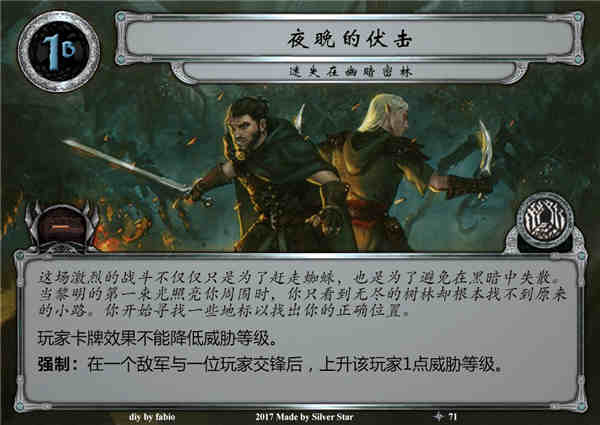 1B
夜晚的伏击
迷失在幽暗密林
这场激烈的战斗不仅仅只是为了赶走蜘蛛，也是为了避免在黑暗中失散。
当黎明的第一束光照亮你周围时，你只看到无尽的树林却根本找不到原来
的小路。你开始寻找一些地标以找出你的正确位置。
玩家卡牌效果不能降低威胁等级。
强制：在一个敌军与一位玩家交锋后，上升该玩家1点威胁等级。
diy by fabio 2017 Made by Silver Star 71